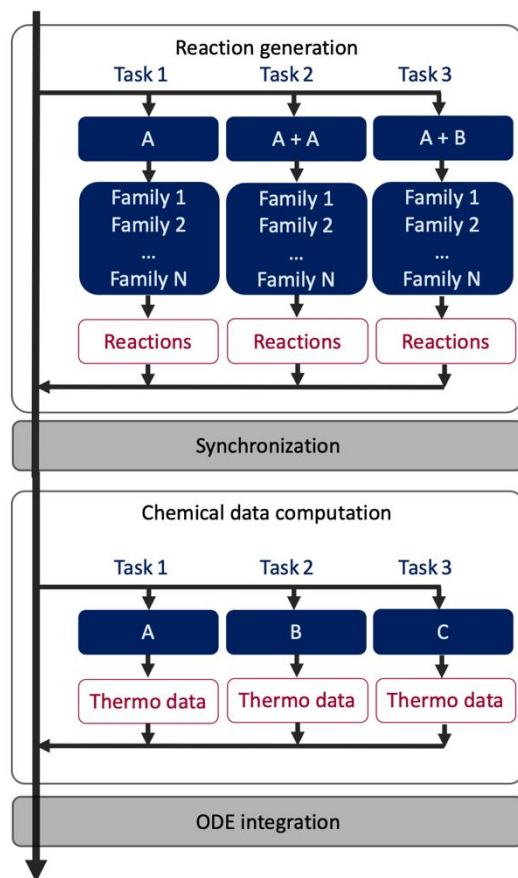 Reaction generation
Task 1 Task 2 Task 3
A A + A A + B
Family 1 Family 1 Family 1
Family 2 Family 2 Family 2
... ... ...
Family N Family N Family N
Reactions Reactions Reactions
Synchronization
Chemical data computation
Task 1 Task 2 Task 3
A B C
Thermo data Thermo data Thermo data
ODE integration